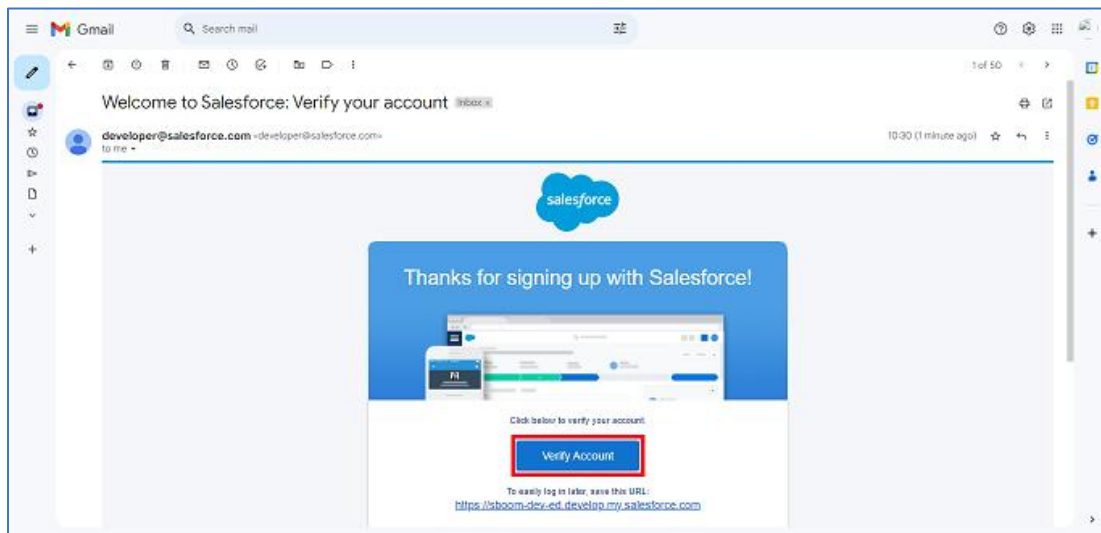 Gmail
Search mail
1 of 50
Welcome to Salesforce: Verify your account Inbox x
developer@salesforce.com <developer@salesforce.com>
10:30 (1 minute ago)
to me
salesforce
Thanks for signing up with Salesforce!
Click below to verify your account
Verify Account
To easily log in later, save this URL:
https://sboom-dev-ed.develop.my.salesforce.com